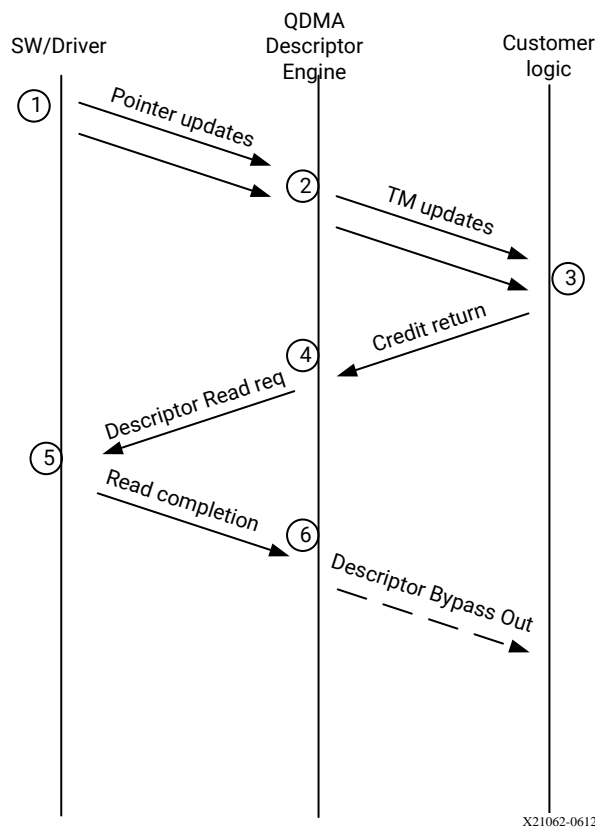 SW/Driver
QDMA
Descriptor
Engine
Customer
logic
1
Pointer updates
2
TM updates
3
Credit return
4
Descriptor Read req
5
Read completion
6
Descriptor Bypass Out
X21062-0612